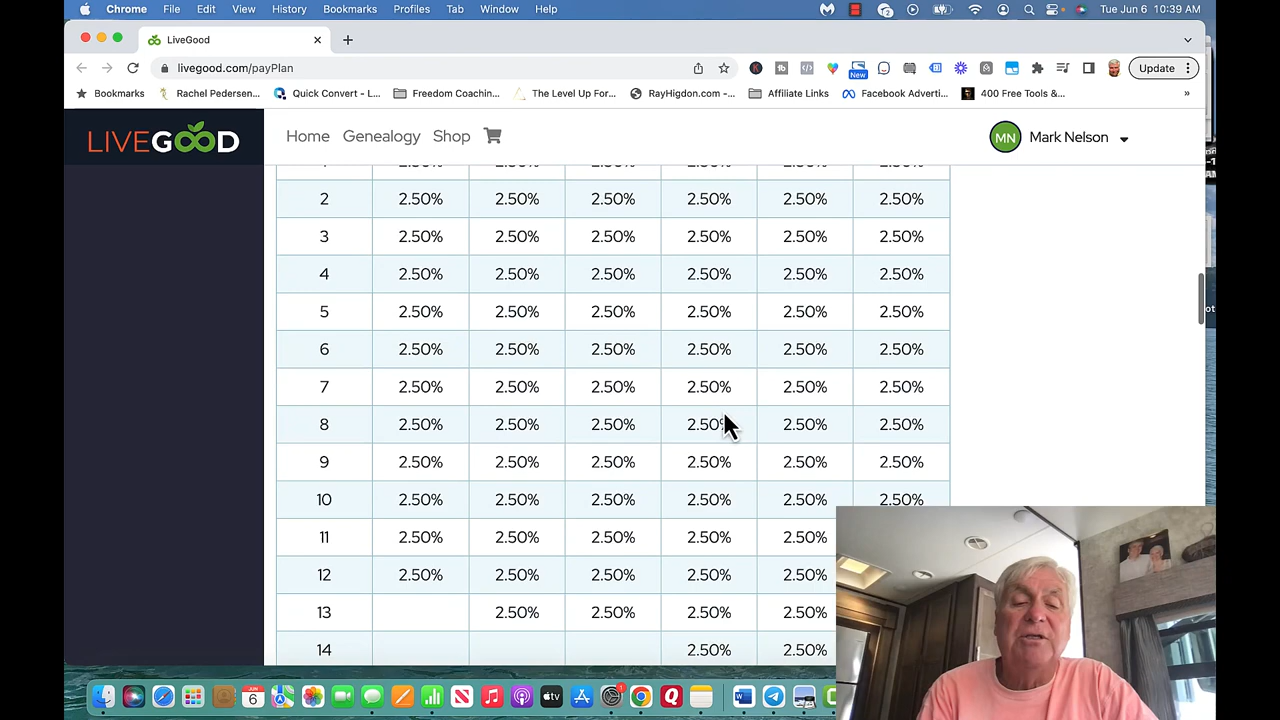 Chrome File Edit View History Bookmarks Profiles Tab Window Help Tue Jun 6 10:39 AM
LiveGood
livegood.com/payPlan
New
Update
Bookmarks Rachel Pedersen... Quick Convert - L... Freedom Coachin... The Level Up For... RayHigdon.com -... Affiliate Links Facebook Adverti... 400 Free Tools &...
LIVEGOOD Home Genealogy Shop MN Mark Nelson
2 2.50% 2.50% 2.50% 2.50% 2.50% 2.50%
3 2.50% 2.50% 2.50% 2.50% 2.50% 2.50%
4 2.50% 2.50% 2.50% 2.50% 2.50% 2.50%
5 2.50% 2.50% 2.50% 2.50% 2.50% 2.50%
6 2.50% 2.50% 2.50% 2.50% 2.50% 2.50%
7 2.50% 2.50% 2.50% 2.50% 2.50% 2.50%
8 2.50% 2.50% 2.50% 2.50% 2.50% 2.50%
9 2.50% 2.50% 2.50% 2.50% 2.50% 2.50%
10 2.50% 2.50% 2.50% 2.50% 2.50% 2.50%
11 2.50% 2.50% 2.50% 2.50% 2.50%
12 2.50% 2.50% 2.50% 2.50% 2.50%
13 2.50% 2.50% 2.50% 2.50%
14 2.50% 2.50%
JUN
6